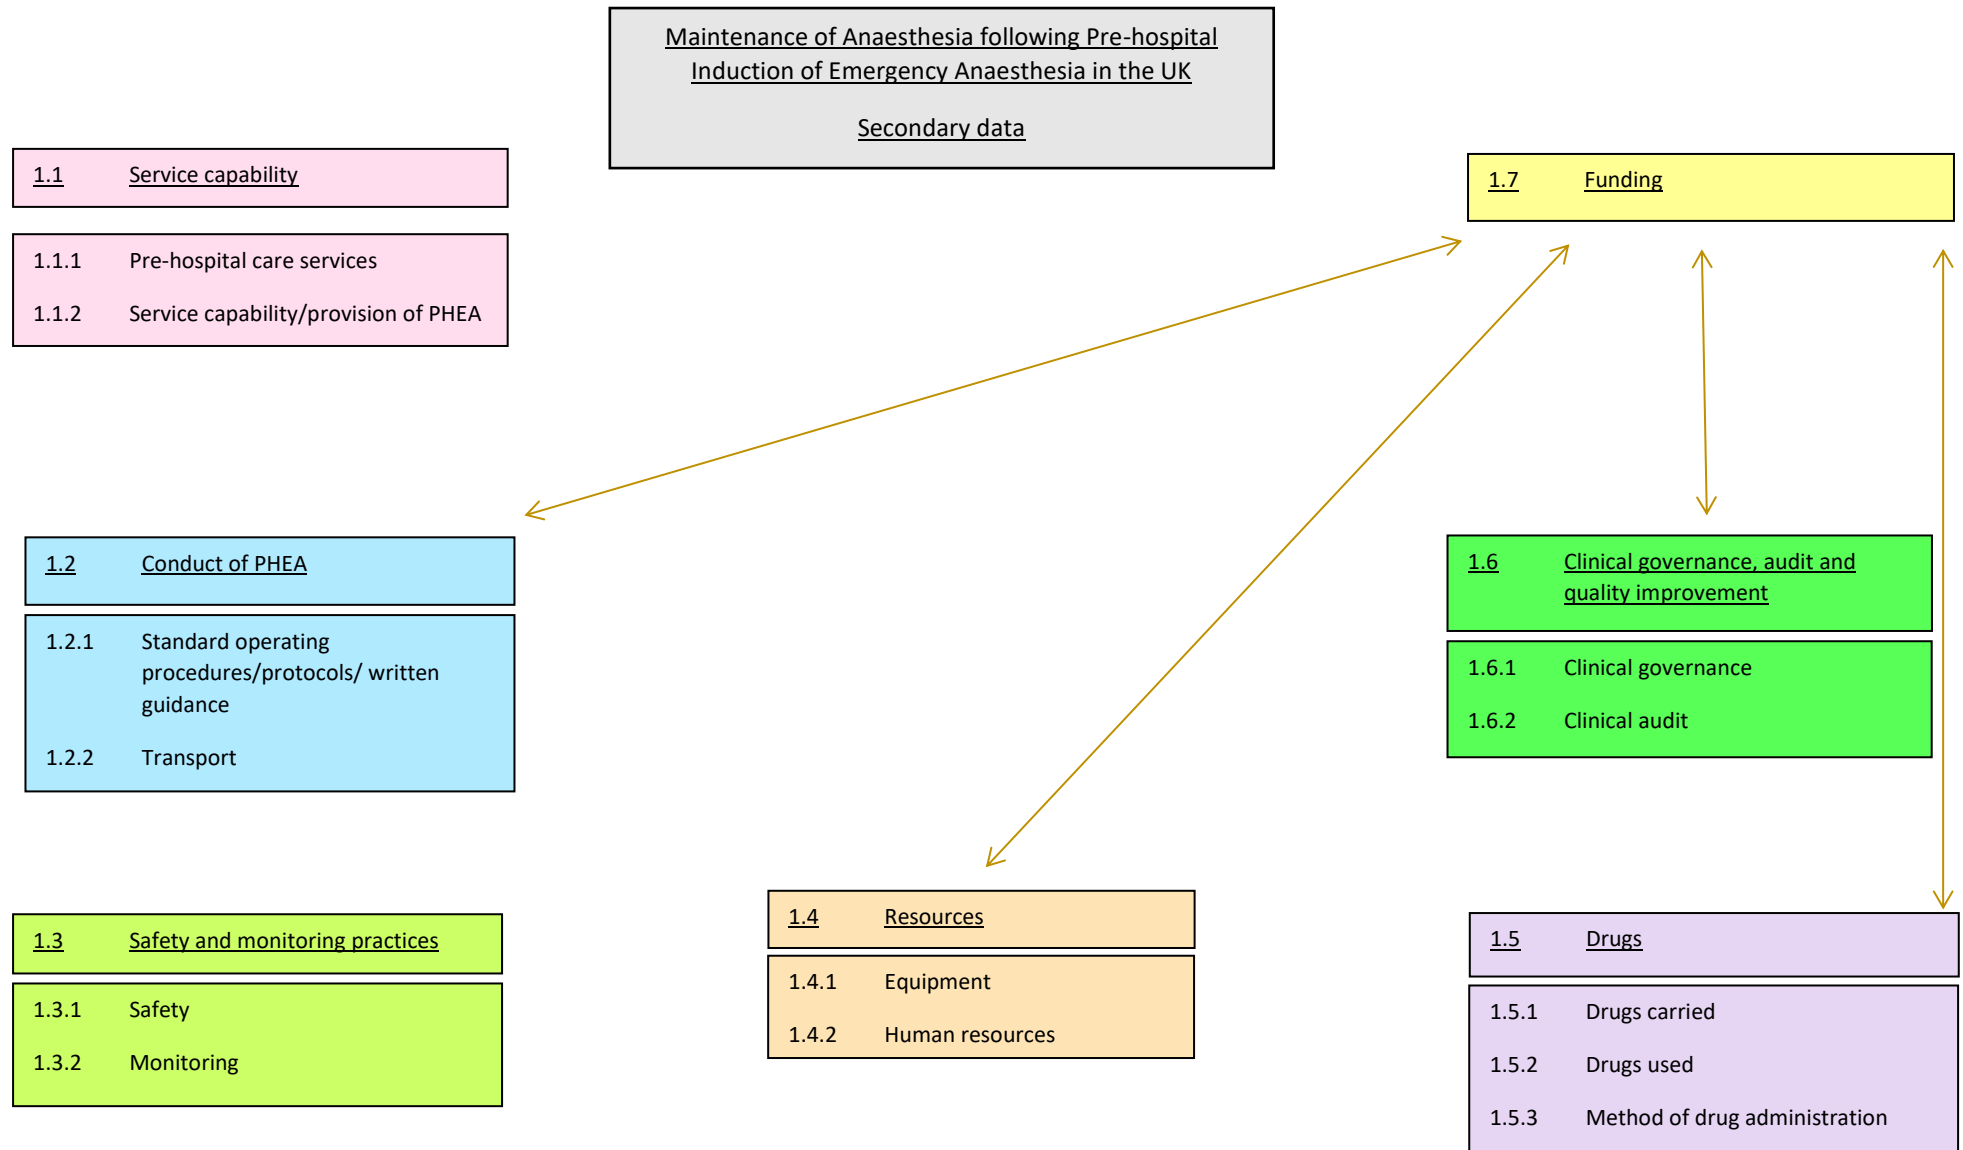 Maintenance of Anaesthesia following Pre-hospital
Induction of Emergency Anaesthesia in the UK
Secondary data
1.1 Service capability
1.1.1 Pre-hospital care services
1.1.2 Service capability/provision of PHEA
1.7 Funding
1.2 Conduct of PHEA
1.2.1 Standard operating
procedures/protocols/ written
guidance
1.2.2 Transport
1.6 Clinical governance, audit and
quality improvement
1.6.1 Clinical governance
1.6.2 Clinical audit
1.3 Safety and monitoring practices
1.3.1 Safety
1.3.2 Monitoring
1.4 Resources
1.4.1 Equipment
1.4.2 Human resources
1.5 Drugs
1.5.1 Drugs carried
1.5.2 Drugs used
1.5.3 Method of drug administration